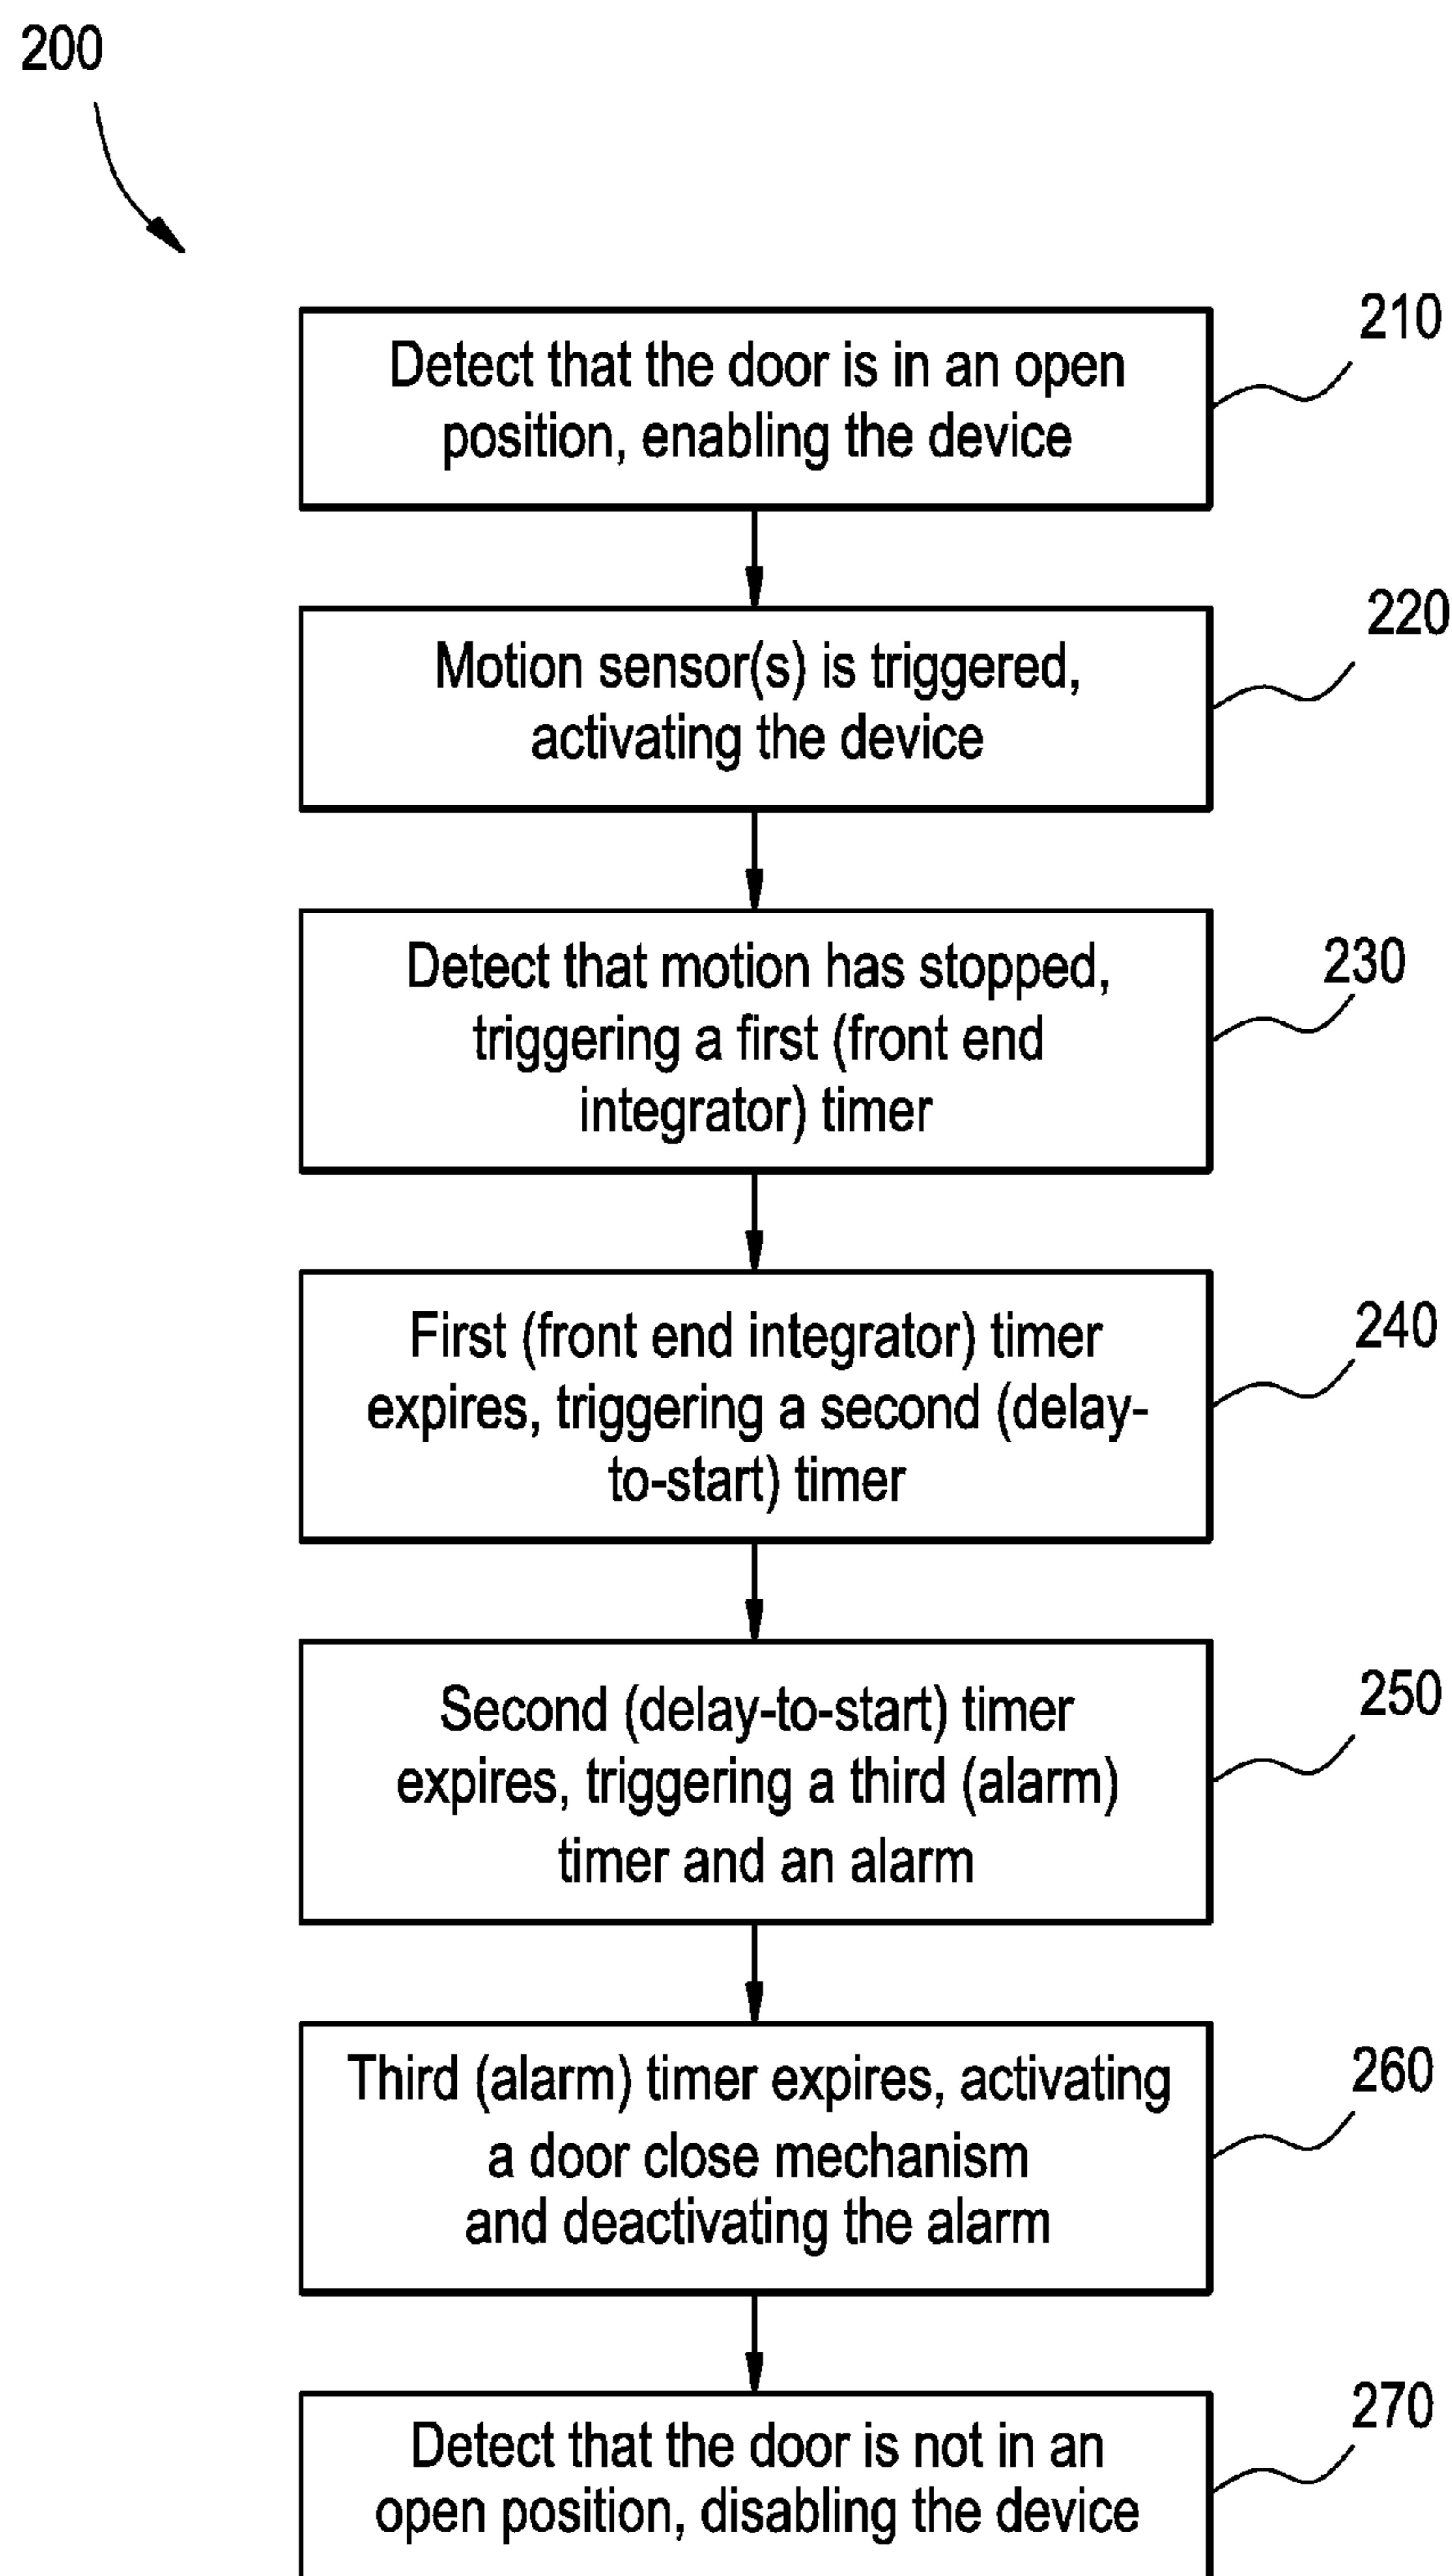 200
210
Detect that the door is in an open
position, enabling the device
220
Motion sensor(s) is triggered,
activating the device
230
Detect that motion has stopped,
triggering a first (front end
integrator) timer
240
First (front end integrator) timer
expires, triggering a second (delay-
to-start) timer
250
Second (delay-to-start) timer
expires, triggering a third (alarm)
timer and an alarm
260
Third (alarm) timer expires, activating
a door close mechanism
and deactivating the alarm
270
Detect that the door is not in an
open position, disabling the device